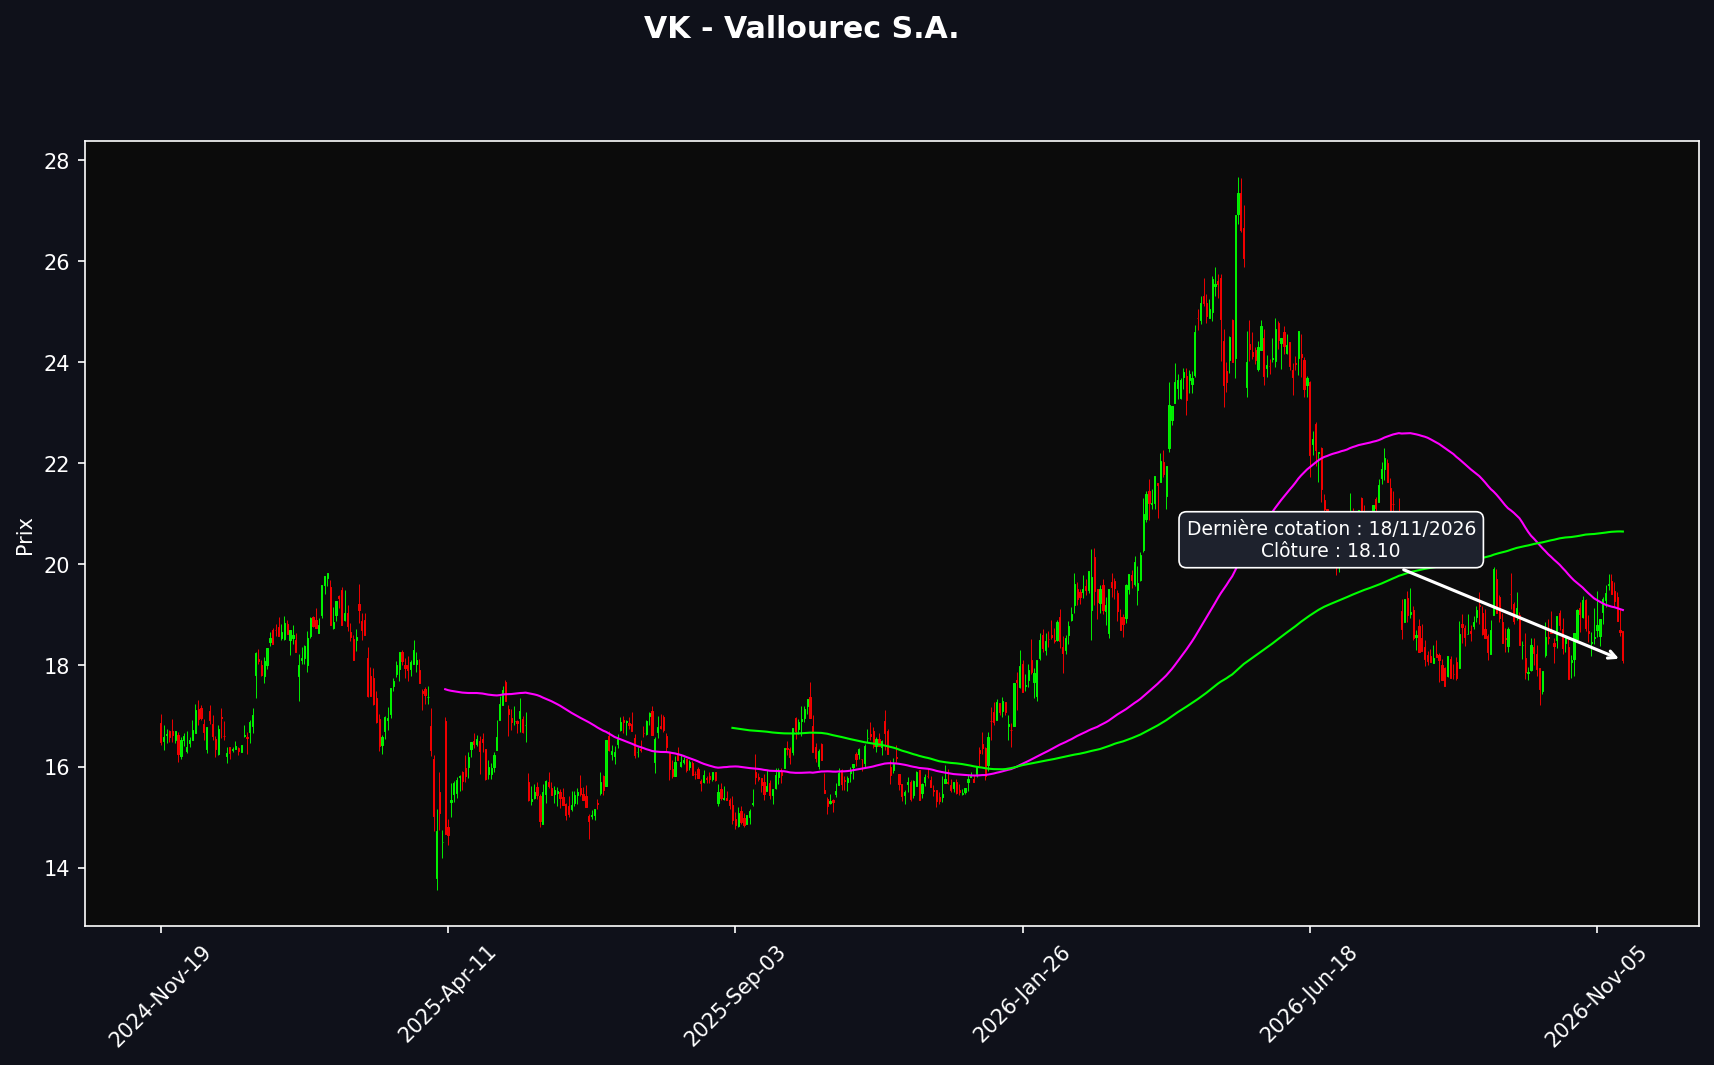 VK - Vallourec S.A.
Prix
28
26
24
22
20
18
16
14
Dernière cotation : 18/11/2026
Clôture : 18.10
2024-Nov-19
2025-Apr-11
2025-Sep-03
2026-Jan-26
2026-Jun-18
2026-Nov-05